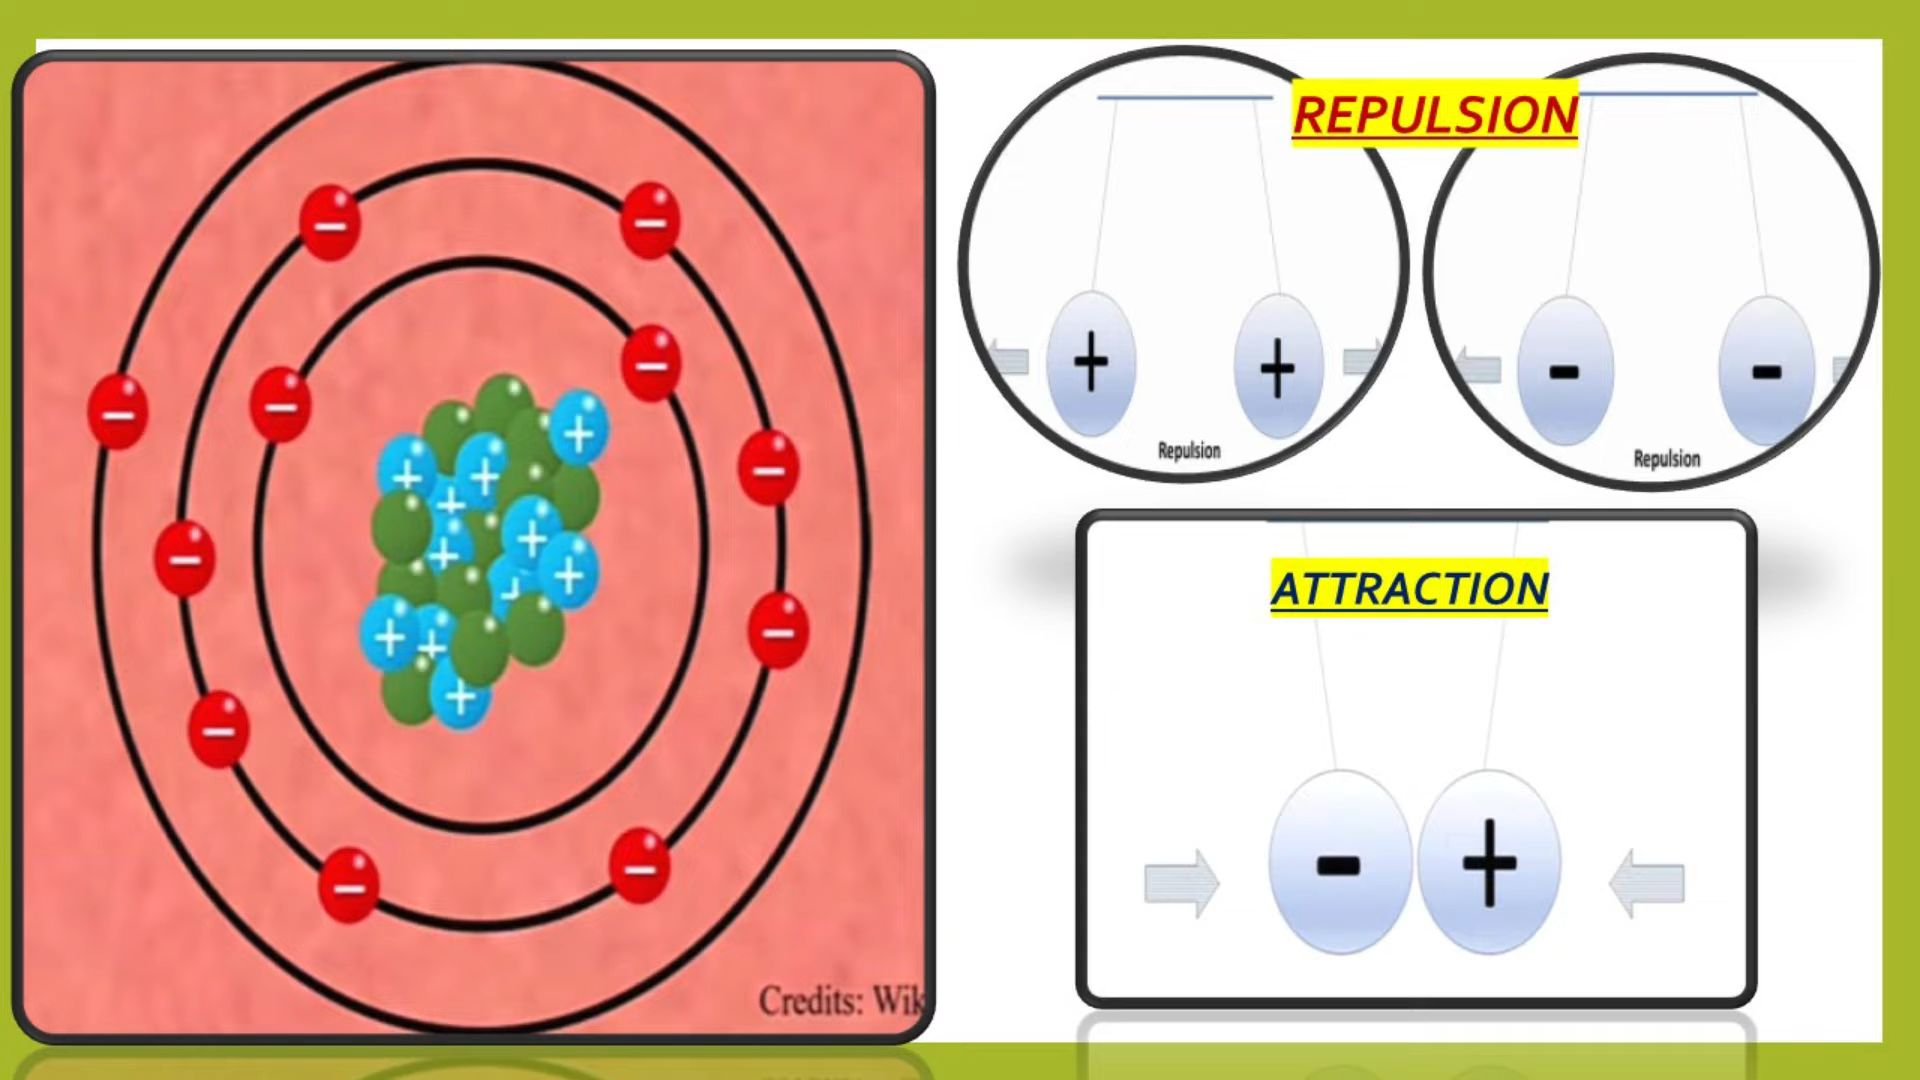 REPULSION
Repulsion
Repulsion
ATTRACTION
Credits: Wik